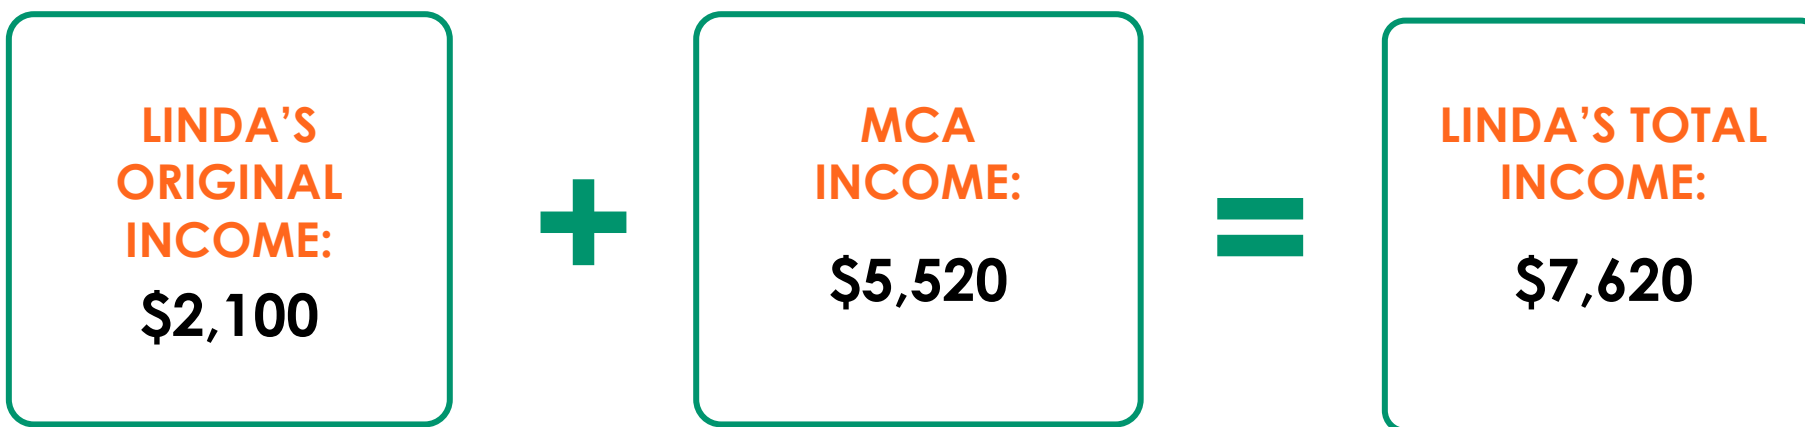 LINDA’S
ORIGINAL
INCOME:
$2,100
+
MCA
INCOME:
$5,520
=
LINDA’S TOTAL
INCOME:
$7,620